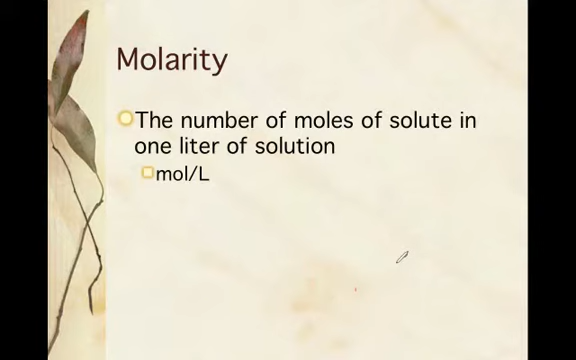 Molarity
The number of moles of solute in
one liter of solution
mol/L